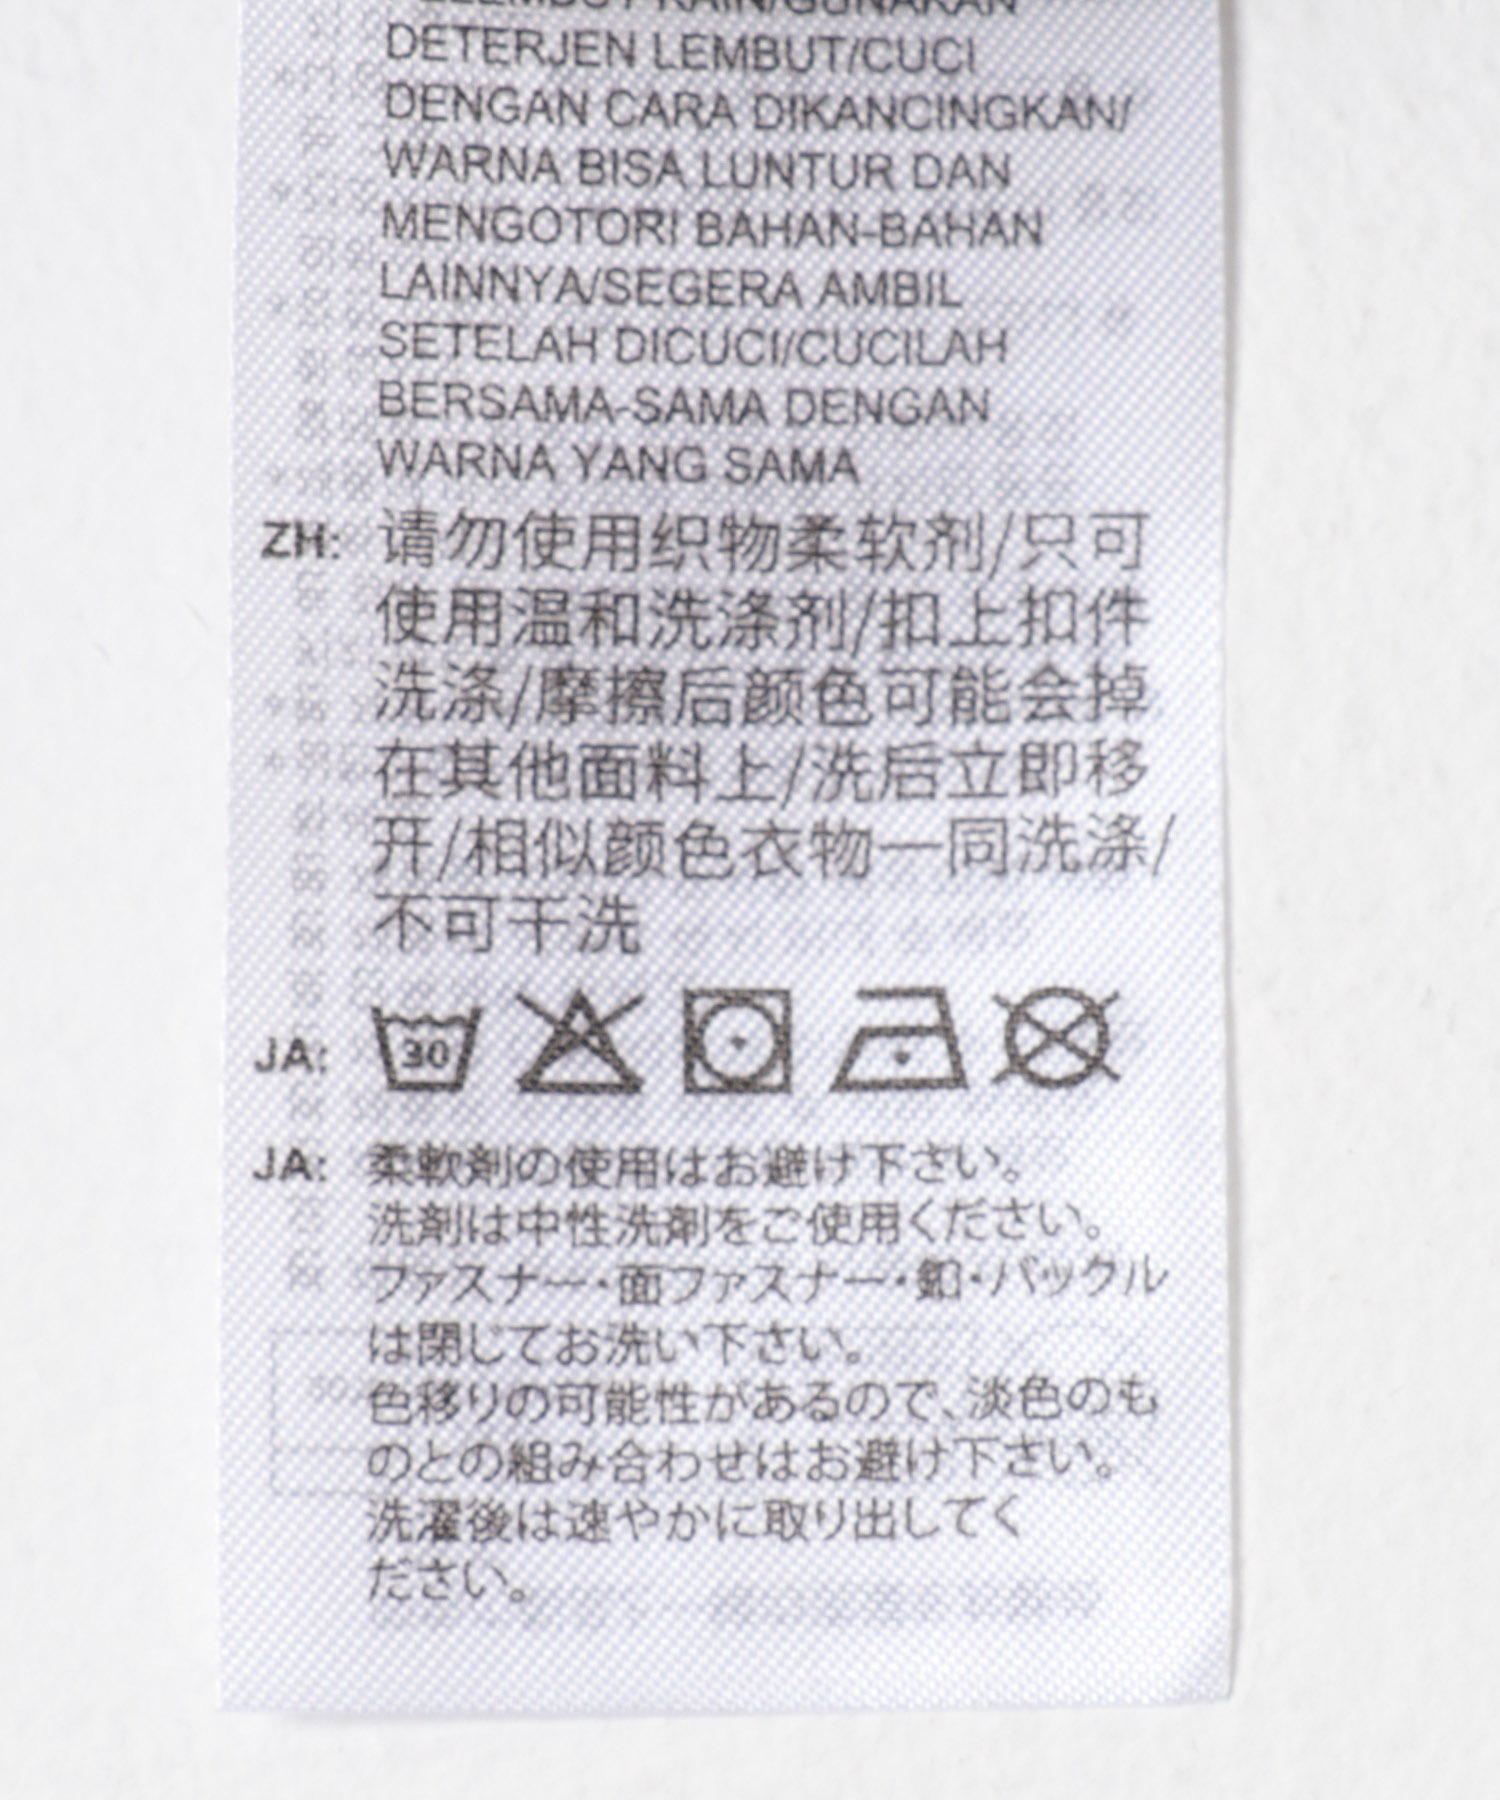 PELEMBUT KAIN/GUNAKAN
DETERJEN LEMBUT/CUCI
DENGAN CARA DIKANCINGKAN/
WARNA BISA LUNTUR DAN
MENGOTORI BAHAN-BAHAN
LAINNYA/SEGERA AMBIL
SETELAH DICUCI/CUCILAH
BERSAMA-SAMA DENGAN
WARNA YANG SAMA
ZH: 请勿使用织物柔软剂/只可
使用温和洗涤剂/扣上扣件
洗涤/摩擦后颜色可能会掉
在其他面料上/洗后立即移
开/相似颜色衣物一同洗涤/
不可干洗
JA: 30
JA: 柔軟剤の使用はお避け下さい。
洗剤は中性洗剤をご使用ください。
ファスナー・面ファスナー・釦・バックル
は閉じてお洗い下さい。
色移りの可能性があるので、淡色のも
のとの組み合わせはお避け下さい。
洗濯後は速やかに取り出してく
ださい。